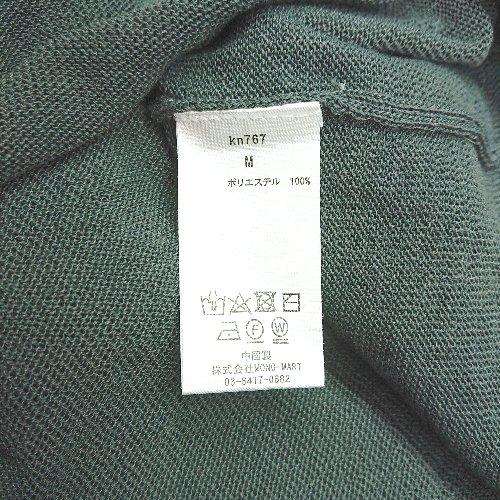 kn767
M
ポリエステル 100%
F W
中国製
株式会社MONO-MART
03-6417-0682